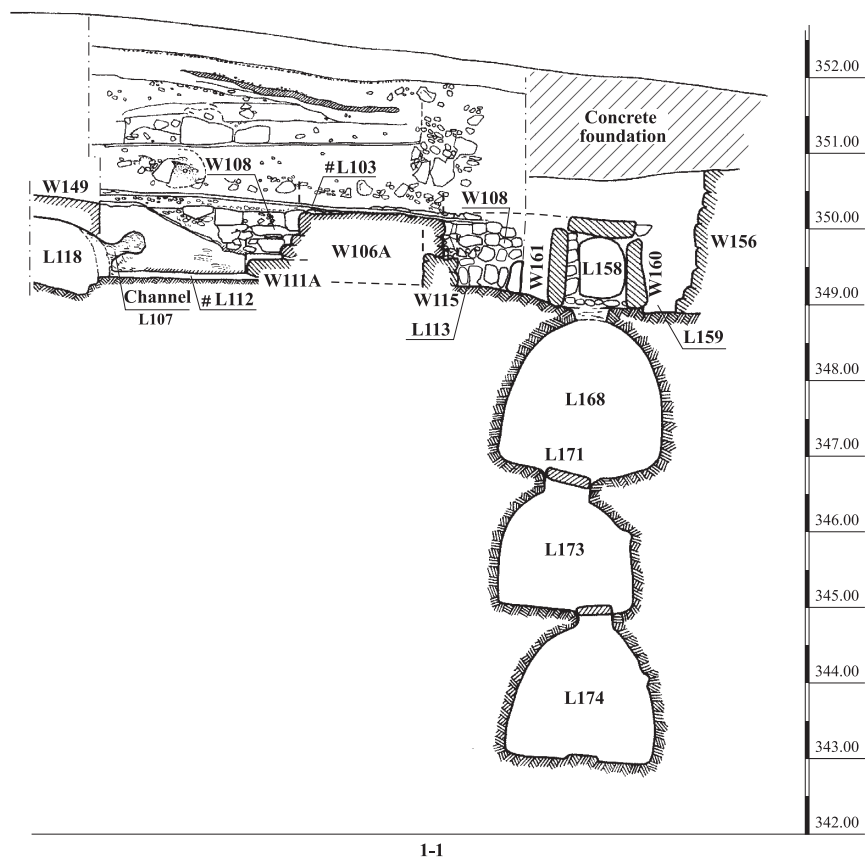 352.00
Concrete
foundation
351.00
W108
#L103
W149
W108
350.00
W106A
W161
L158
W160
W156
L118
W111A
W115
Channel
L107
# L112
L113
349.00
L159
348.00
L168
L171
347.00
346.00
L173
345.00
344.00
L174
343.00
342.00
1-1